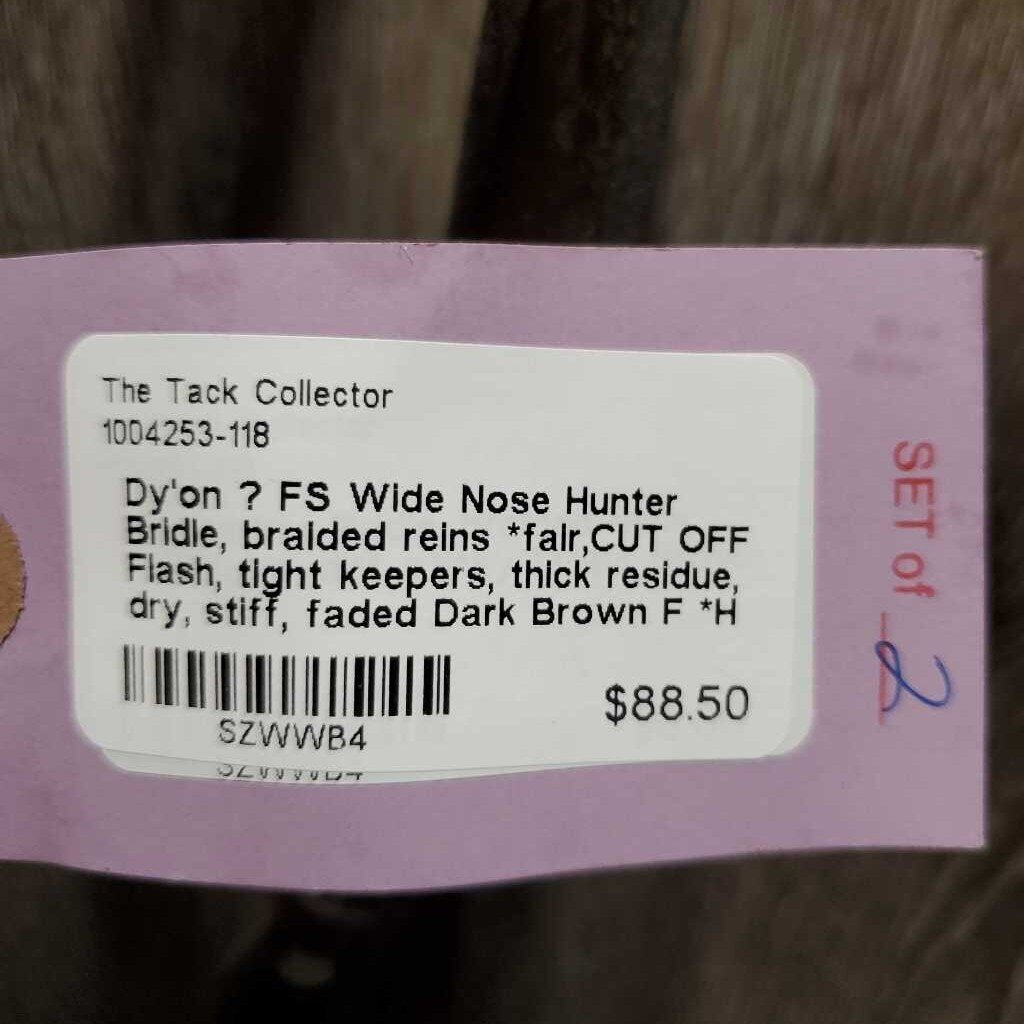 The Tack Collector
1004253-118
Dy'on ? FS Wide Nose Hunter
Bridle, braided reins *fair,CUT OFF
Flash, tight keepers, thick residue,
dry, stiff, faded Dark Brown F *H
$88.50
SZWWB4
SZWWB4
SET of 2